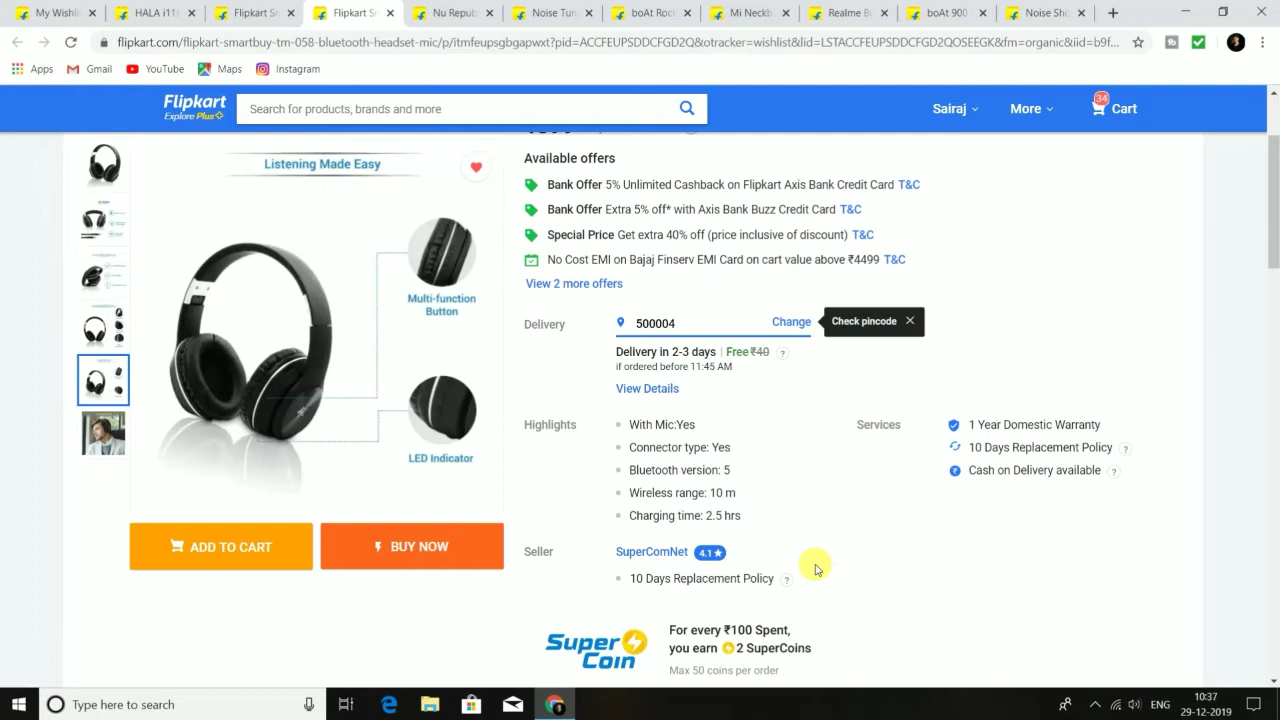 My Wishli
HALA i11s
Flipkart Sm
Flipkart Sm
Nu Republ
Noise Tun
boAt Rock
Mi Neckb
Realme Bu
boAt 900
Noise Sho
flipkart.com/flipkart-smartbuy-tm-058-bluetooth-headset-mic/p/itmfeupsgbgapwxt?pid=ACCFEUPSDDCFGD2Q&otracker=wishlist&lid=LSTACCFEUPSDDCFGD2QOSEEGK&fm=organic&iid=b9f...
Apps Gmail YouTube Maps Instagram
Flipkart
Explore Plus
Search for products, brands and more
Sairaj
More
34
Cart
Listening Made Easy
Multi-function
Button
LED Indicator
ADD TO CART
BUY NOW
Available offers
Bank Offer 5% Unlimited Cashback on Flipkart Axis Bank Credit Card T&C
Bank Offer Extra 5% off* with Axis Bank Buzz Credit Card T&C
Special Price Get extra 40% off (price inclusive of discount) T&C
No Cost EMI on Bajaj Finserv EMI Card on cart value above ₹4499 T&C
View 2 more offers
Delivery
500004
Change
Check pincode
Delivery in 2-3 days | Free ₹40 ?
if ordered before 11:45 AM
View Details
Highlights
With Mic:Yes
Connector type: Yes
Bluetooth version: 5
Wireless range: 10 m
Charging time: 2.5 hrs
Services
1 Year Domestic Warranty
10 Days Replacement Policy ?
Cash on Delivery available ?
Seller
SuperComNet 4.1★
10 Days Replacement Policy ?
Super
Coin
For every ₹100 Spent,
you earn 2 SuperCoins
Max 50 coins per order
Type here to search
ENG
10:37
29-12-2019